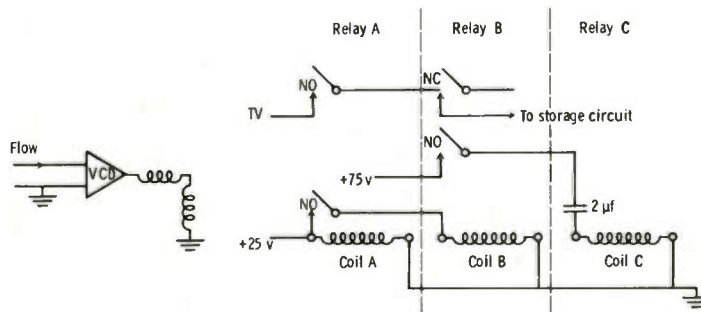 Relay A Relay B Relay C
NO NC
TV To storage circuit
Flow
NO
VCD
+75 v
2 µf
NO
+25 v
Coil A Coil B Coil C